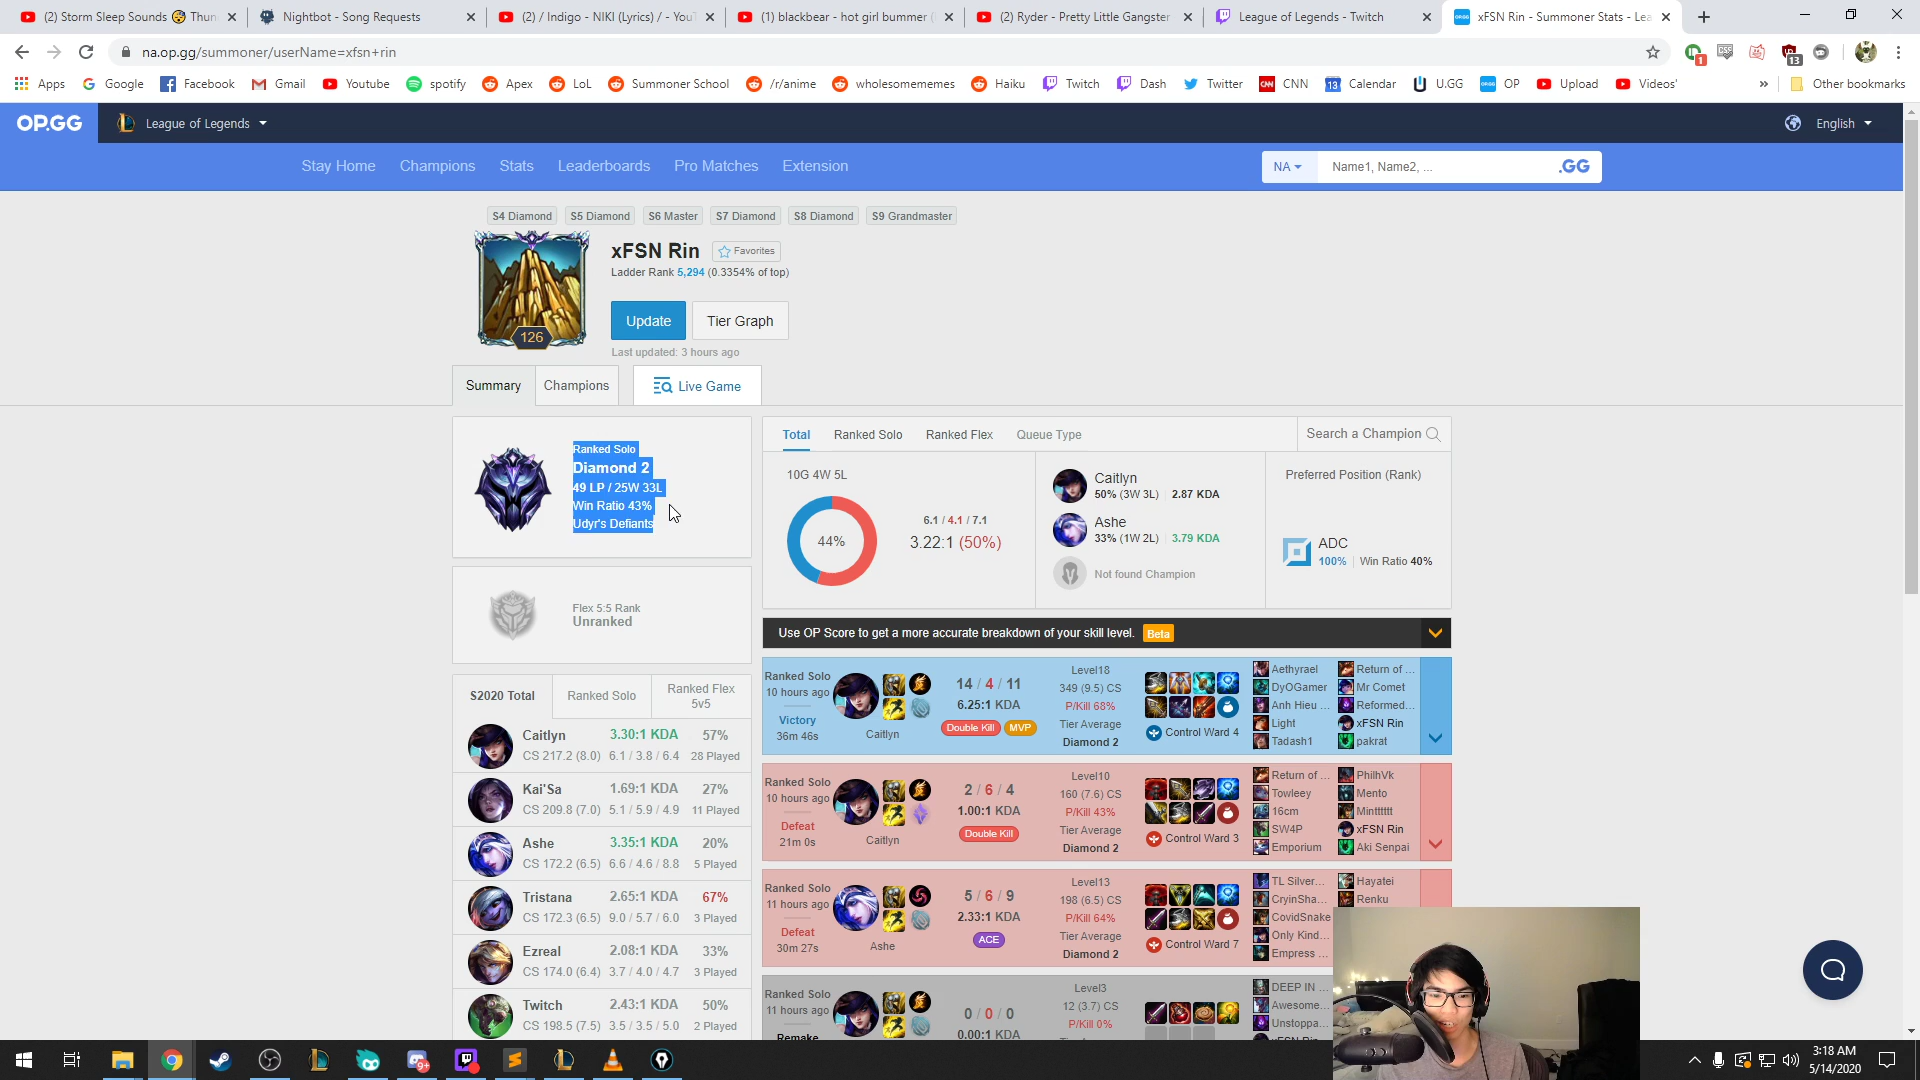 (2) Storm Sleep Sounds 😴 Thun
Nightbot - Song Requests
(2) / Indigo - NIKI (Lyrics) / - YouT
(1) blackbear - hot girl bummer (
(2) Ryder - Pretty Little Gangster
League of Legends - Twitch
xFSN Rin - Summoner Stats - Lea
na.op.gg/summoner/userName=xfsn+rin
Apps Google Facebook Gmail Youtube spotify Apex LoL Summoner School /r/anime wholesomememes Haiku Twitch Dash Twitter CNN Calendar U.GG OP Upload Videos' » Other bookmarks
OP.GG League of Legends English
Stay Home Champions Stats Leaderboards Pro Matches Extension NA Name1, Name2, ... .GG
S4 Diamond S5 Diamond S6 Master S7 Diamond S8 Diamond S9 Grandmaster
xFSN Rin Favorites
Ladder Rank 5,294 (0.3354% of top)
126
Update Tier Graph
Last updated: 3 hours ago
Summary Champions Live Game
Ranked Solo
Diamond 2
49 LP / 25W 33L
Win Ratio 43%
Udyr's Defiants
Flex 5:5 Rank
Unranked
S2020 Total Ranked Solo Ranked Flex 5v5
Caitlyn 3.30:1 KDA 57%
CS 217.2 (8.0) 6.1 / 3.8 / 6.4 28 Played
Kai'Sa 1.69:1 KDA 27%
CS 209.8 (7.0) 5.1 / 5.9 / 4.9 11 Played
Ashe 3.35:1 KDA 20%
CS 172.2 (6.5) 6.6 / 4.6 / 8.8 5 Played
Tristana 2.65:1 KDA 67%
CS 172.3 (6.5) 9.0 / 5.7 / 6.0 3 Played
Ezreal 2.08:1 KDA 33%
CS 174.0 (6.4) 3.7 / 4.0 / 4.7 3 Played
Twitch 2.43:1 KDA 50%
CS 198.5 (7.5) 3.5 / 3.5 / 5.0 2 Played
Total Ranked Solo Ranked Flex Queue Type Search a Champion
10G 4W 5L
44%
6.1 / 4.1 / 7.1
3.22:1 (50%)
Caitlyn
50% (3W 3L) 2.87 KDA
Ashe
33% (1W 2L) 3.79 KDA
Not found Champion
Preferred Position (Rank)
ADC
100% Win Ratio 40%
Use OP Score to get a more accurate breakdown of your skill level. Beta
Ranked Solo
10 hours ago
Victory
36m 46s
Caitlyn
14 / 4 / 11
6.25:1 KDA
Double Kill MVP
Level18
349 (9.5) CS
P/Kill 68%
Tier Average
Diamond 2
Control Ward 4
Aethyrael Return of ...
DyOGamer Mr Comet
Anh Hieu ... Reformed...
Light xFSN Rin
Tadash1 pakrat
Ranked Solo
10 hours ago
Defeat
21m 0s
Caitlyn
2 / 6 / 4
1.00:1 KDA
Double Kill
Level10
160 (7.6) CS
P/Kill 43%
Tier Average
Diamond 2
Control Ward 3
Return of ... PhilhVk
Towleey Mento
16cm Mintttttt
SW4P xFSN Rin
Emporium Aki Senpai
Ranked Solo
11 hours ago
Defeat
30m 27s
Ashe
5 / 6 / 9
2.33:1 KDA
ACE
Level13
198 (6.5) CS
P/Kill 64%
Tier Average
Diamond 2
Control Ward 7
TL Silver... Hayatei
CryinSha... Renku
CovidSnake
Only Kind...
Empress ...
Ranked Solo
11 hours ago
Remake
0 / 0 / 0
0.00:1 KDA
Level3
12 (3.7) CS
P/Kill 0%
DEEP IN ...
Awesome...
Unstoppa...
3:18 AM
5/14/2020